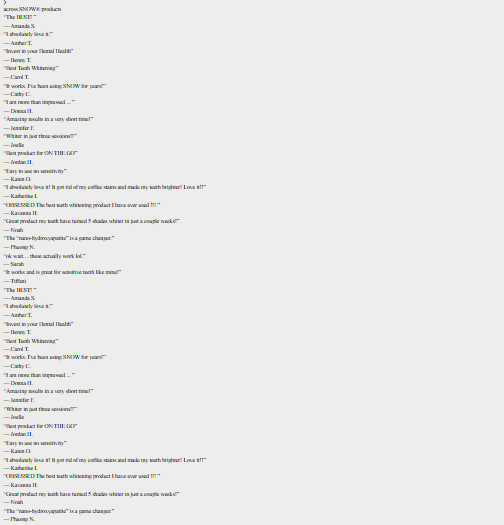 )
across SNOW® products
“The BEST! ”
— Amanda S.
“I absolutely love it.”
— Amber T.
“Invest in your Dental Health”
— Benny T.
“Best Teeth Whitening”
— Carol T.
“It works. I've been using SNOW for years!”
— Cathy C.
“I am more than impressed ... ”
— Donna H.
“Amazing results in a very short time!”
— Jennifer F.
“Whiter in just three sessions!!”
— Joelle
“Best product for ON THE GO”
— Jordan H.
“Easy to use no sensitivity”
— Karen O.
“I absolutely love it! It got rid of my coffee stains and made my teeth brighter! Love it!!”
— Katherine I.
“OBSESSED The best teeth whitening product I have ever used !!! ”
— Kasanna H.
“Great product my teeth have turned 5 shades whiter in just a couple weeks!”
— Noah
“The "nano-hydroxyapatite" is a game changer.”
— Phuong N.
“ok wait... these actually work lol.”
— Sarah
“It works and is great for sensitive teeth like mine!”
— Tiffani
“The BEST! ”
— Amanda S.
“I absolutely love it.”
— Amber T.
“Invest in your Dental Health”
— Benny T.
“Best Teeth Whitening”
— Carol T.
“It works. I've been using SNOW for years!”
— Cathy C.
“I am more than impressed ... ”
— Donna H.
“Amazing results in a very short time!”
— Jennifer F.
“Whiter in just three sessions!!”
— Joelle
“Best product for ON THE GO”
— Jordan H.
“Easy to use no sensitivity”
— Karen O.
“I absolutely love it! It got rid of my coffee stains and made my teeth brighter! Love it!!”
— Katherine I.
“OBSESSED The best teeth whitening product I have ever used !!! ”
— Kasanna H.
“Great product my teeth have turned 5 shades whiter in just a couple weeks!”
— Noah
“The "nano-hydroxyapatite" is a game changer.”
— Phuong N.